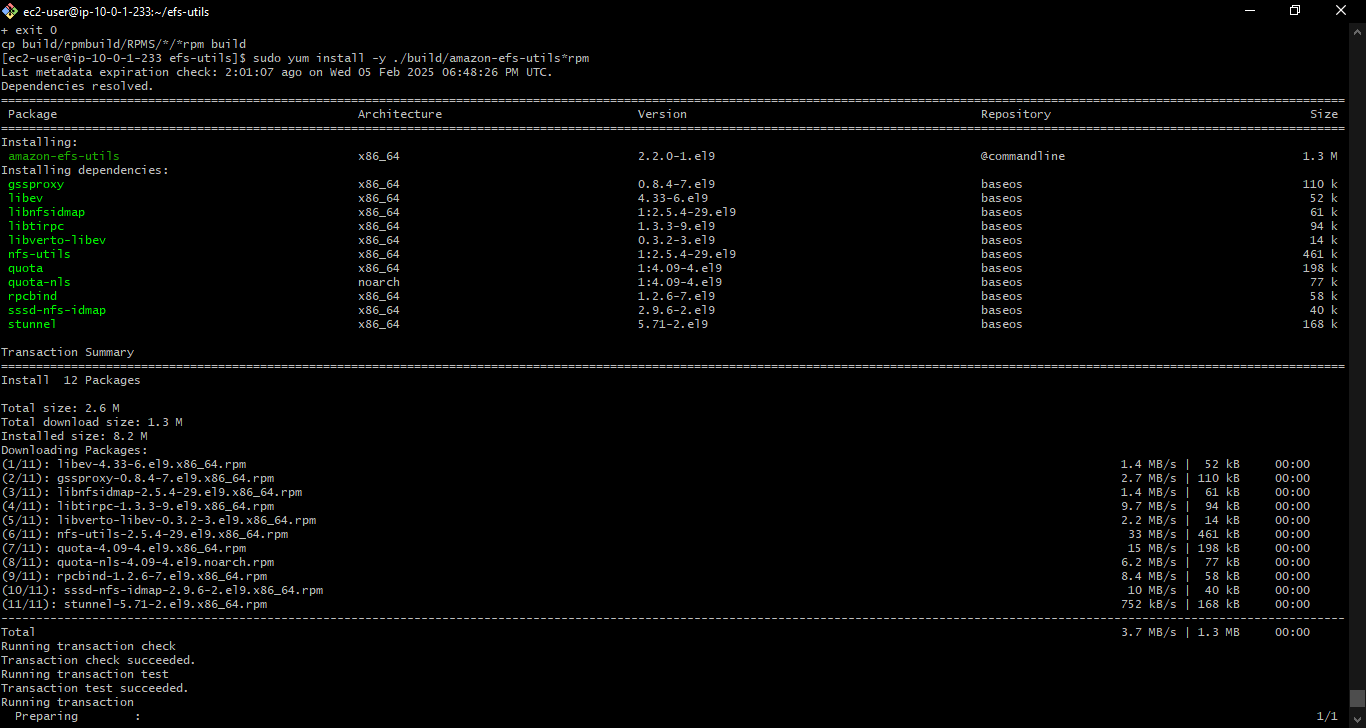 ec2-user@ip-10-0-1-233:~/efs-utils
+ exit 0
cp build/rpmbuild/RPMS/*/*rpm build
[ec2-user@ip-10-0-1-233 efs-utils]$ sudo yum install -y ./build/amazon-efs-utils*rpm
Last metadata expiration check: 2:01:07 ago on Wed 05 Feb 2025 06:48:26 PM UTC.
Dependencies resolved.
Package Architecture Version Repository Size
Installing:
amazon-efs-utils x86_64 2.2.0-1.el9 @commandline 1.3 M
Installing dependencies:
gssproxy x86_64 0.8.4-7.el9 baseos 110 k
libev x86_64 4.33-6.el9 baseos 52 k
libnfsidmap x86_64 1:2.5.4-29.el9 baseos 61 k
libtirpc x86_64 1.3.3-9.el9 baseos 94 k
libverto-libev x86_64 0.3.2-3.el9 baseos 14 k
nfs-utils x86_64 1:2.5.4-29.el9 baseos 461 k
quota x86_64 1:4.09-4.el9 baseos 198 k
quota-nls noarch 1:4.09-4.el9 baseos 77 k
rpcbind x86_64 1.2.6-7.el9 baseos 58 k
sssd-nfs-idmap x86_64 2.9.6-2.el9 baseos 40 k
stunnel x86_64 5.71-2.el9 baseos 168 k
Transaction Summary
Install 12 Packages
Total size: 2.6 M
Total download size: 1.3 M
Installed size: 8.2 M
Downloading Packages:
(1/11): libev-4.33-6.el9.x86_64.rpm 1.4 MB/s | 52 kB 00:00
(2/11): gssproxy-0.8.4-7.el9.x86_64.rpm 2.7 MB/s | 110 kB 00:00
(3/11): libnfsidmap-2.5.4-29.el9.x86_64.rpm 1.4 MB/s | 61 kB 00:00
(4/11): libtirpc-1.3.3-9.el9.x86_64.rpm 9.7 MB/s | 94 kB 00:00
(5/11): libverto-libev-0.3.2-3.el9.x86_64.rpm 2.2 MB/s | 14 kB 00:00
(6/11): nfs-utils-2.5.4-29.el9.x86_64.rpm 33 MB/s | 461 kB 00:00
(7/11): quota-4.09-4.el9.x86_64.rpm 15 MB/s | 198 kB 00:00
(8/11): quota-nls-4.09-4.el9.noarch.rpm 6.2 MB/s | 77 kB 00:00
(9/11): rpcbind-1.2.6-7.el9.x86_64.rpm 8.4 MB/s | 58 kB 00:00
(10/11): sssd-nfs-idmap-2.9.6-2.el9.x86_64.rpm 10 MB/s | 40 kB 00:00
(11/11): stunnel-5.71-2.el9.x86_64.rpm 752 kB/s | 168 kB 00:00
Total 3.7 MB/s | 1.3 MB 00:00
Running transaction check
Transaction check succeeded.
Running transaction test
Transaction test succeeded.
Running transaction
Preparing : 1/1